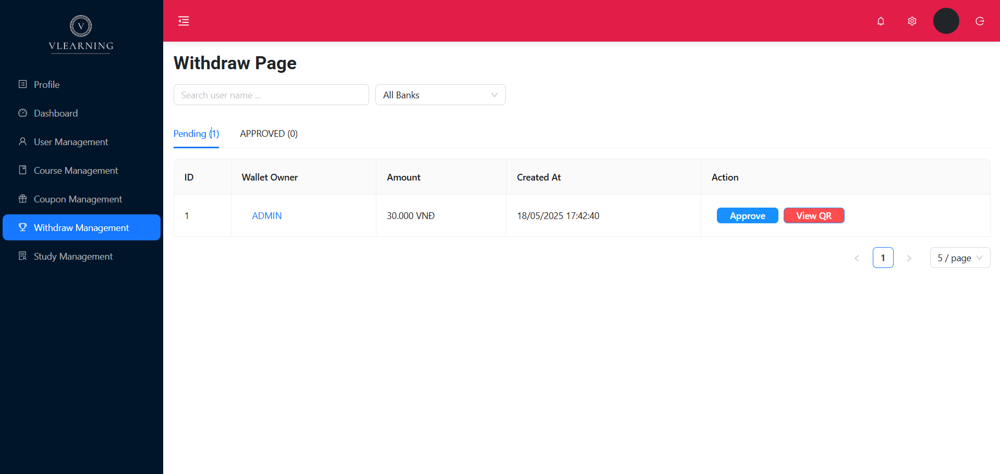 V
VLEARNING
Profile
Dashboard
User Management
Course Management
Coupon Management
Withdraw Management
Study Management
Withdraw Page
Search user name ...
All Banks
Pending (1)
APPROVED (0)
ID Wallet Owner Amount Created At Action
1 ADMIN 30.000 VNĐ 18/05/2025 17:42:40 Approve View QR
1
5 / page